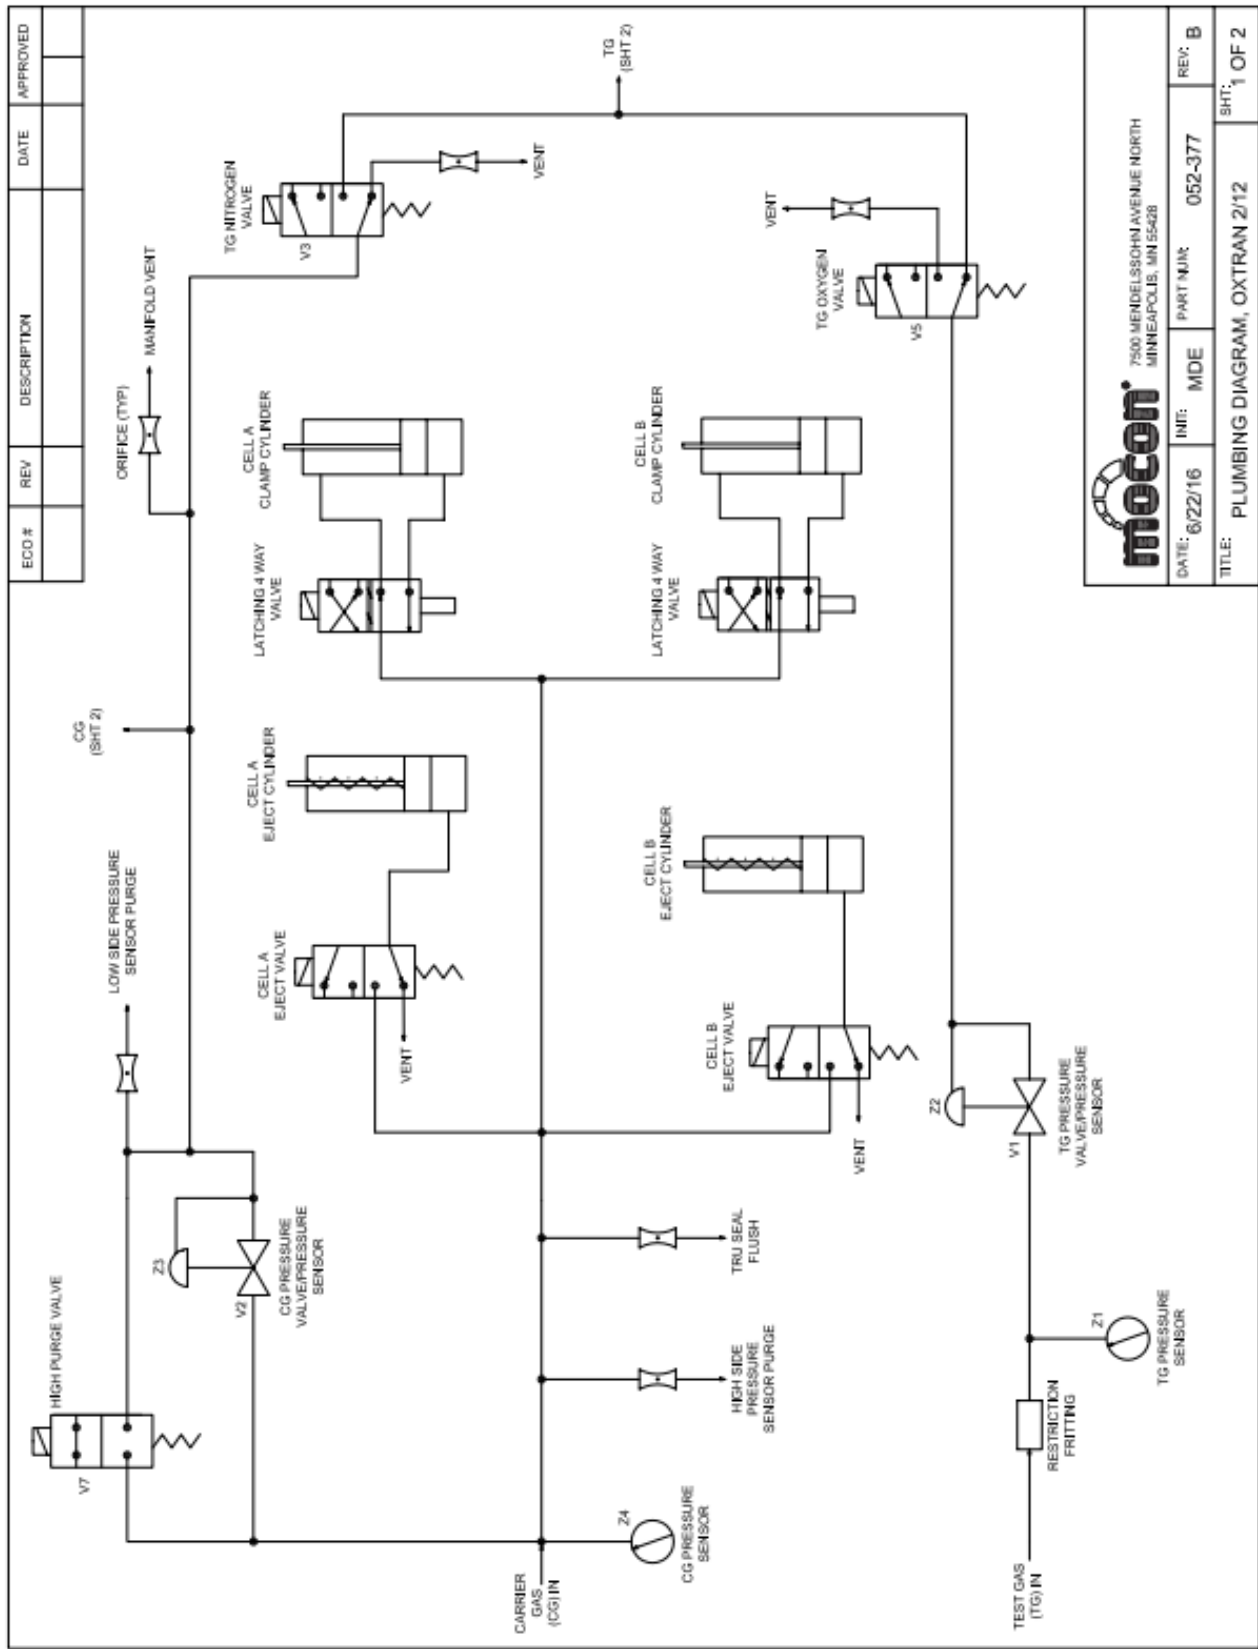 ECO #
REV
DESCRIPTION
DATE
APPROVED
HIGH PURGE VALVE
V7
LOW SIDE PRESSURE
SENSOR PURGE
CG
(SHT 2)
ORIFICE (TYP)
MANIFOLD VENT
Z3
V2
CG PRESSURE
VALVE/PRESSURE
SENSOR
CELL A
EJECT VALVE
VENT
CELL A
EJECT CYLINDER
LATCHING 4 WAY
VALVE
CELL A
CLAMP CYLINDER
TG NITROGEN
VALVE
V3
VENT
TG
(SHT 2)
CARRIER
GAS
(CG) IN
Z4
CG PRESSURE
SENSOR
HIGH SIDE
PRESSURE
SENSOR PURGE
TRU SEAL
FLUSH
CELL B
EJECT VALVE
VENT
CELL B
EJECT CYLINDER
LATCHING 4 WAY
VALVE
CELL B
CLAMP CYLINDER
TG OXYGEN
VALVE
V5
VENT
TEST GAS
(TG) IN
RESTRICTION
FRITTING
Z1
TG PRESSURE
SENSOR
Z2
V1
TG PRESSURE
VALVE/PRESSURE
SENSOR
mocon®
7500 MENDELSSOHN AVENUE NORTH
MINNEAPOLIS, MN 55428
DATE: 6/22/16
INIT: MDE
PART NUM: 052-377
REV: B
TITLE: PLUMBING DIAGRAM, OXTRAN 2/12
SHT: 1 OF 2